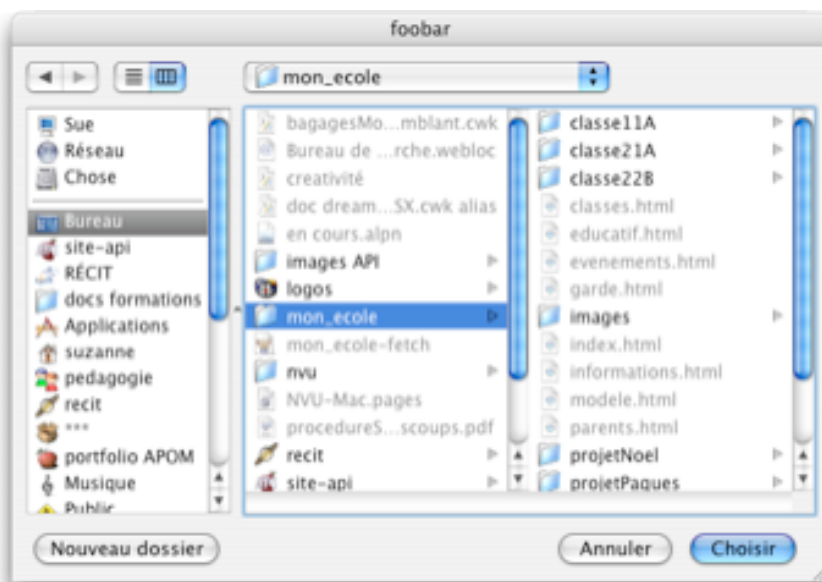 foobar
mon_ecole
Sue
Réseau
Chose
Bureau
site-api
RÉCIT
docs formations
Applications
suzanne
pedagogie
recit
***
portfolio APOM
Musique
Public
bagagesMo...mblant.cwk
Bureau de ...rche.webloc
creativité
doc dream...SX.cwk alias
en cours.alpn
images API
logos
mon_ecole
mon_ecole-fetch
nvu
NVU-Mac.pages
procedureS...scoups.pdf
recit
site-api
classe11A
classe21A
classe22B
classes.html
educatif.html
evenements.html
garde.html
images
index.html
informations.html
modele.html
parents.html
projetNoel
projetPaques
Nouveau dossier
Annuler
Choisir